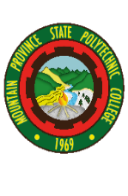 MOUNTAIN PROVINCE STATE POLYTECHNIC COLLEGE
1969